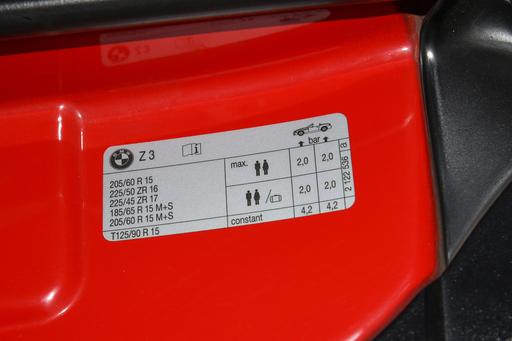 BMW
Z 3
bar
205/60 R 15
225/50 ZR 16
225/45 ZR 17
185/65 R 15 M+S
205/60 R 15 M+S
max.
2,0 2,0
2,0 2,0
T125/90 R 15
constant
4,2 4,2
2 122 536 a